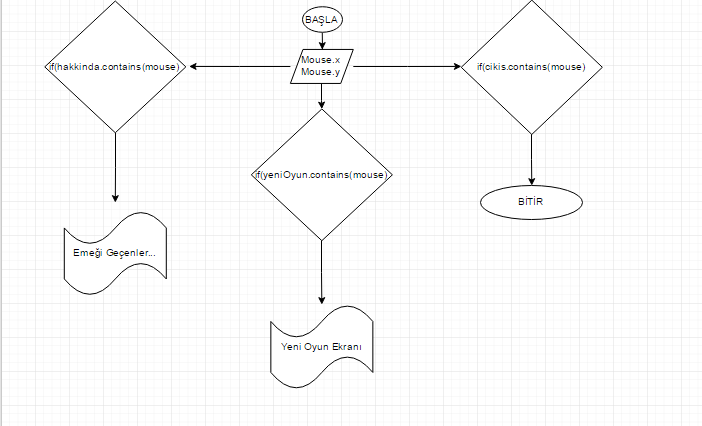 BAŞLA
Mouse.x
Mouse.y
if(hakkinda.contains(mouse)
if(cikis.contains(mouse)
if(yeniOyun.contains(mouse)
BİTİR
Emeği Geçenler...
Yeni Oyun Ekranı